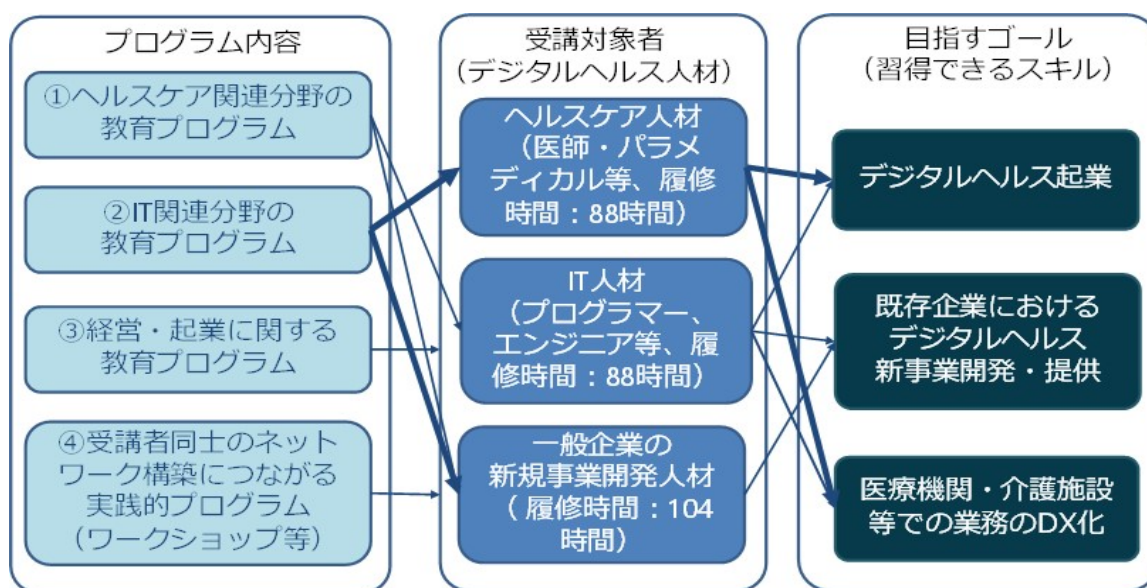 プログラム内容
①ヘルスケア関連分野の
教育プログラム
②IT関連分野の
教育プログラム
③経営・起業に関する
教育プログラム
④受講者同士のネット
ワーク構築につながる
実践的プログラム
（ワークショップ等）
受講対象者
（デジタルヘルス人材）
ヘルスケア人材
（医師・パラメ
ディカル等、履修
時間：88時間）
IT人材
（プログラマー、
エンジニア等、履
修時間：88時間）
一般企業の
新規事業開発人材
（ 履修時間：104
時間）
目指すゴール
（習得できるスキル）
デジタルヘルス起業
既存企業における
デジタルヘルス
新事業開発・提供
医療機関・介護施設
等での業務のDX化